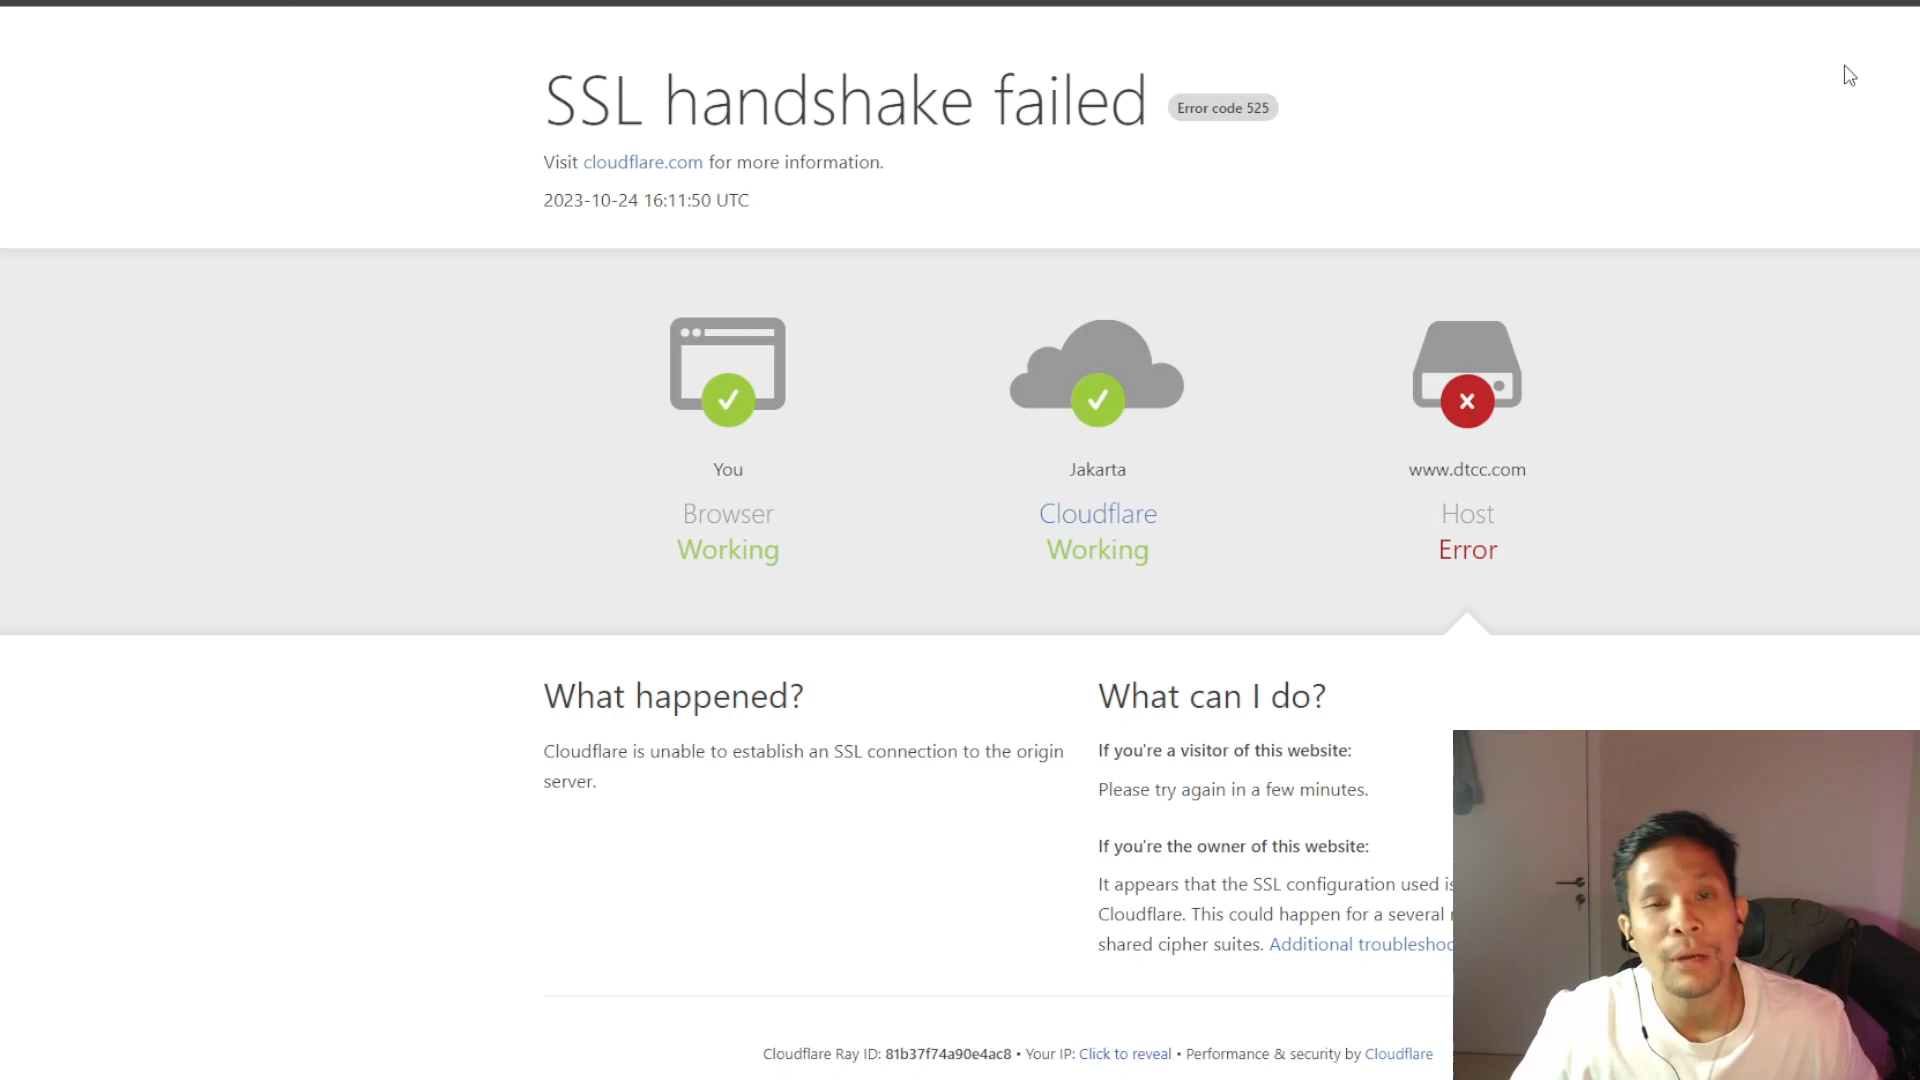 SSL handshake failed Error code 525
Visit cloudflare.com for more information.
2023-10-24 16:11:50 UTC
You
Browser
Working
Jakarta
Cloudflare
Working
www.dtcc.com
Host
Error
What happened?
Cloudflare is unable to establish an SSL connection to the origin
server.
What can I do?
If you're a visitor of this website:
Please try again in a few minutes.
If you're the owner of this website:
It appears that the SSL configuration used is
Cloudflare. This could happen for a several
shared cipher suites. Additional
Cloudflare Ray ID: 81b37f74a90e4ac8 • Your IP: Click to reveal • Performance & security by Cloudflare